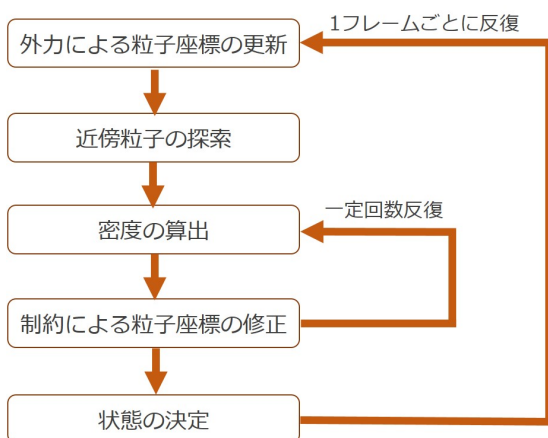 1フレームごとに反復
外力による粒子座標の更新
近傍粒子の探索
一定回数反復
密度の算出
制約による粒子座標の修正
状態の決定